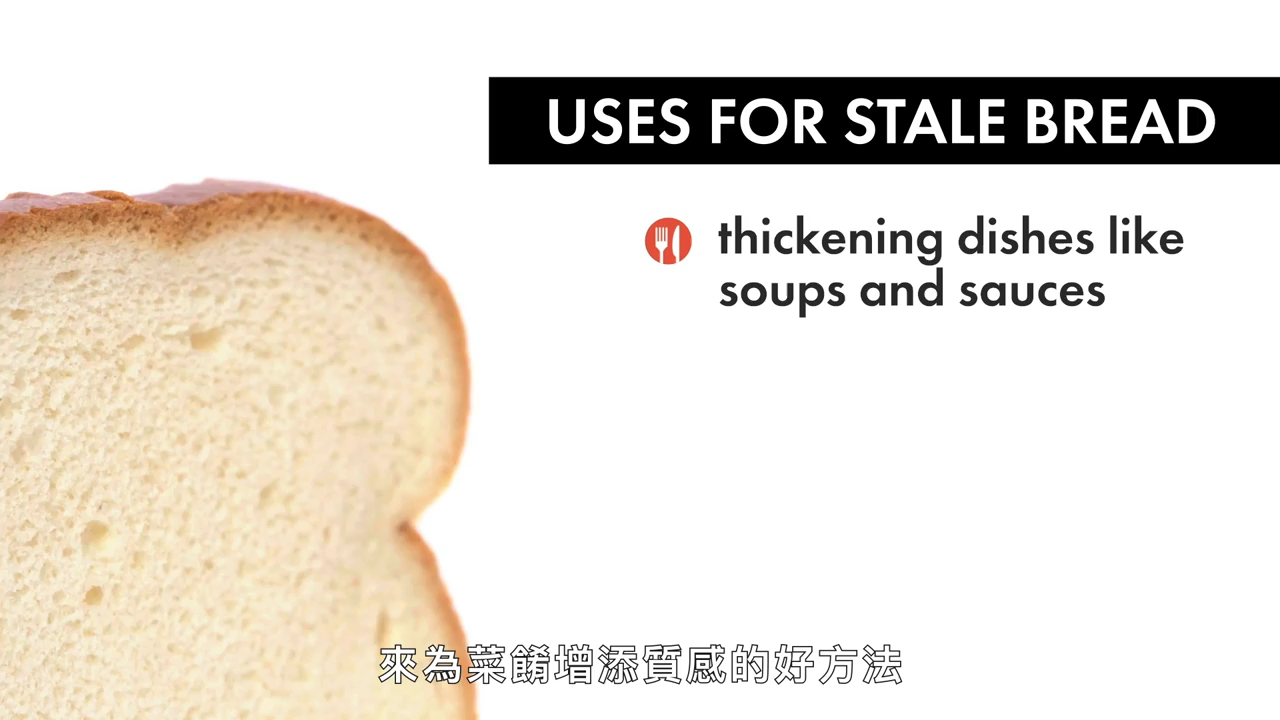 USES FOR STALE BREAD
thickening dishes like
soups and sauces
來為菜餚增添質感的好方法